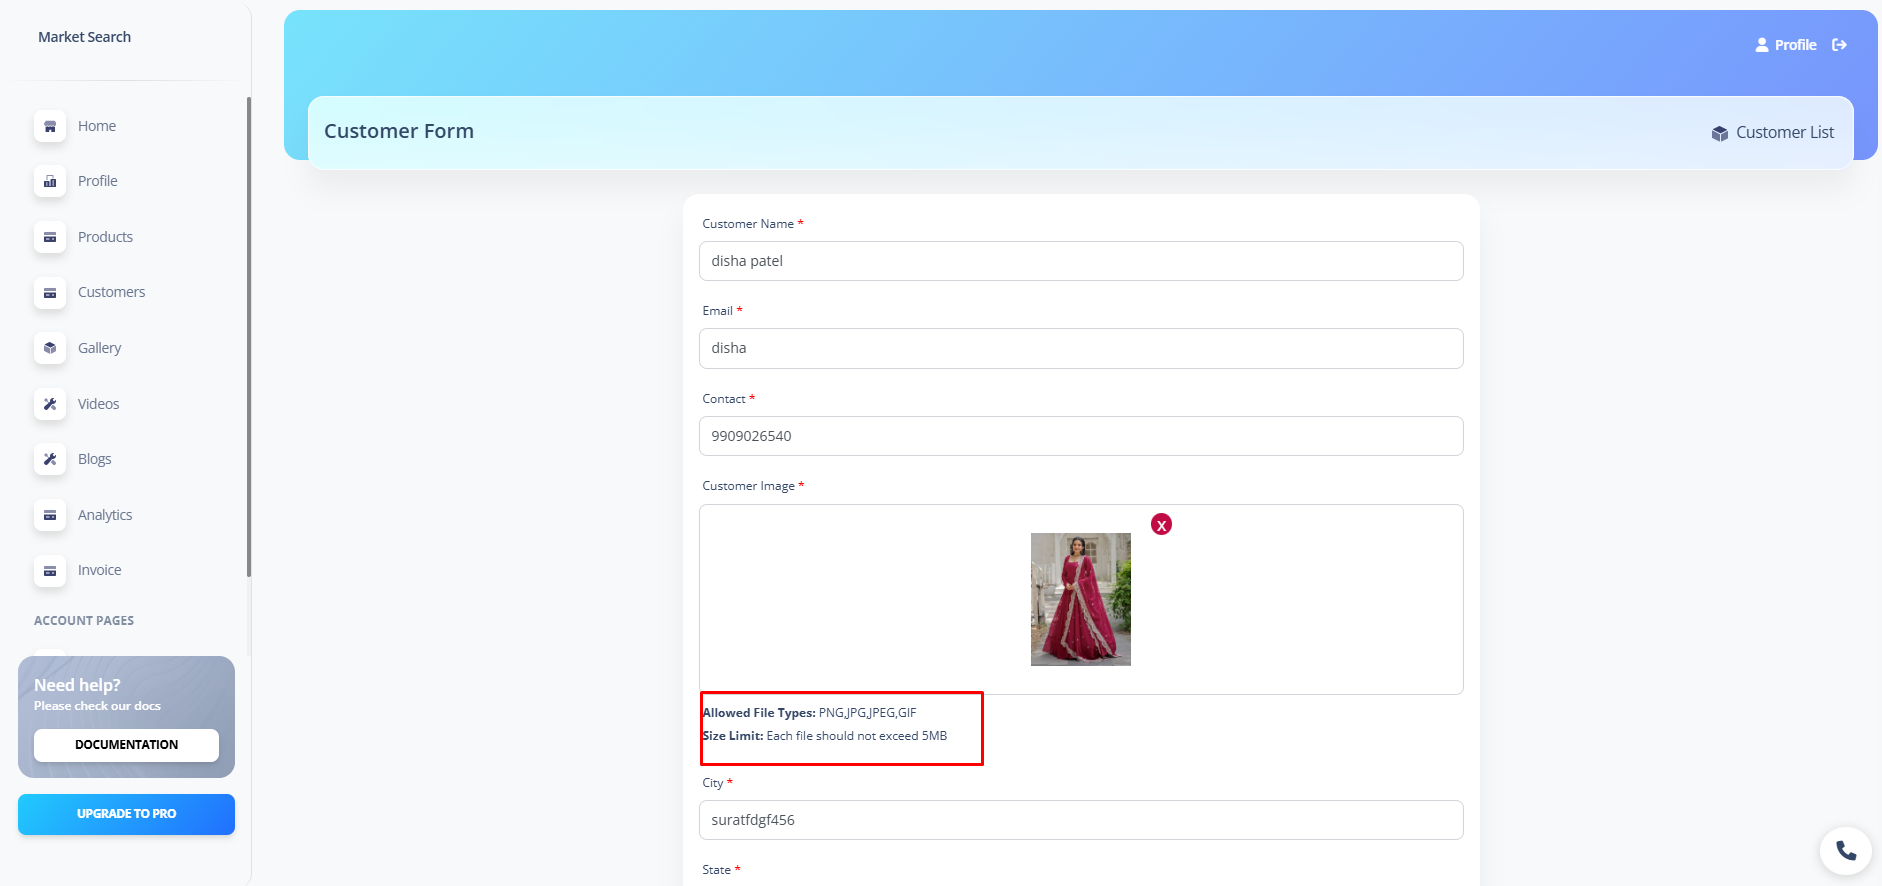 Market Search
Home
Profile
Products
Customers
Gallery
Videos
Blogs
Analytics
Invoice
ACCOUNT PAGES
Need help?
Please check our docs
DOCUMENTATION
UPGRADE TO PRO
Profile
Customer Form
Customer List
Customer Name *
disha patel
Email *
disha
Contact *
9909026540
Customer Image *
X
Allowed File Types: PNG,JPG,JPEG,GIF
Size Limit: Each file should not exceed 5MB
City *
suratfdgf456
State *